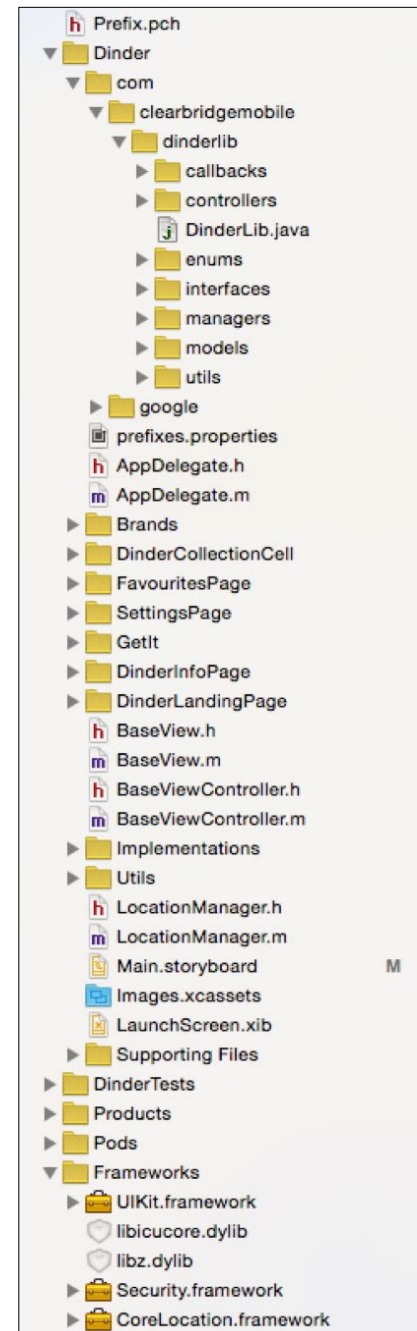 Prefix.pch
Dinder
com
clearbridgemobile
dinderlib
callbacks
controllers
DinderLib.java
enums
interfaces
managers
models
utils
google
prefixes.properties
AppDelegate.h
AppDelegate.m
Brands
DinderCollectionCell
FavouritesPage
SettingsPage
GetIt
DinderInfoPage
DinderLandingPage
BaseView.h
BaseView.m
BaseViewController.h
BaseViewController.m
Implementations
Utils
LocationManager.h
LocationManager.m
Main.storyboard M
Images.xcassets
LaunchScreen.xib
Supporting Files
DinderTests
Products
Pods
Frameworks
UIKit.framework
libicucore.dylib
libz.dylib
Security.framework
CoreLocation.framework